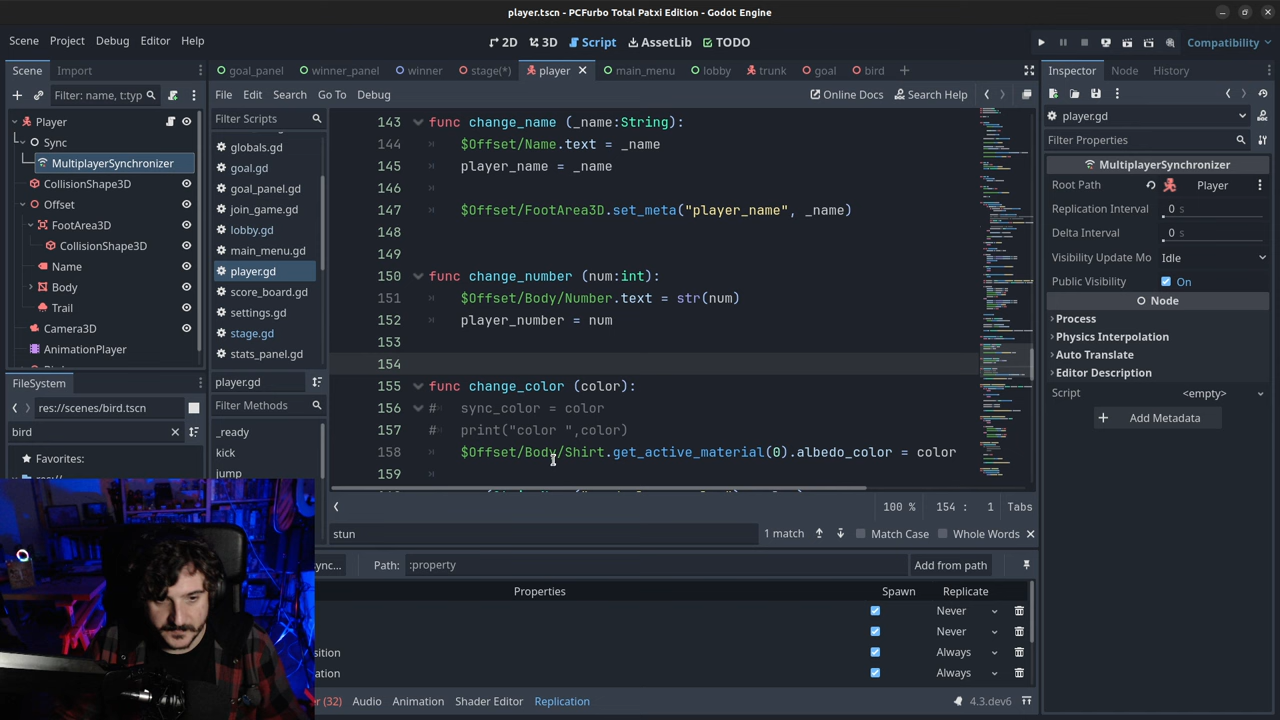 player.tscn - PCFurbo Total Patxi Edition - Godot Engine
Scene Project Debug Editor Help
2D 3D Script AssetLib TODO
Compatibility
Scene Import
goal_panel winner_panel winner stage(*) player main_menu lobby trunk goal bird
Inspector Node History
Filter: name, t:typ
File Edit Search Go To Debug
Online Docs Search Help
Player
Sync
MultiplayerSynchronizer
CollisionShape3D
Offset
FootArea3D
CollisionShape3D
Name
Body
Trail
Camera3D
AnimationPlayer
FileSystem
res://scenes/bird.tscn
bird
Favorites:
Filter Scripts
globals.gd
goal.gd
goal_panel.gd
join_game.gd
lobby.gd
main_menu
player.gd
score_board.gd
settings.gd
stage.gd
stats_panel.gd
player.gd
Filter Methods
_ready
kick
jump
143 func change_name (_name:String):
144 $Offset/Name.text = _name
145 player_name = _name
146
147 $Offset/FootArea3D.set_meta("player_name", _name)
148
149
150 func change_number (num:int):
151 $Offset/Body/Number.text = str(num)
152 player_number = num
153
154
155 func change_color (color):
156 # sync_color = color
157 # print("color ",color)
158 $Offset/Body/Shirt.get_active_material(0).albedo_color = color
159
100 % 154 : 1 Tabs
stun
1 match Match Case Whole Words
Path: :property Add from path
Properties Spawn Replicate
Never
Never
Always
Always
(32) Audio Animation Shader Editor Replication
4.3.dev6
player.gd
Filter Properties
MultiplayerSynchronizer
Root Path Player
Replication Interval 0 s
Delta Interval 0 s
Visibility Update Mo Idle
Public Visibility On
Node
Process
Physics Interpolation
Auto Translate
Editor Description
Script <empty>
Add Metadata